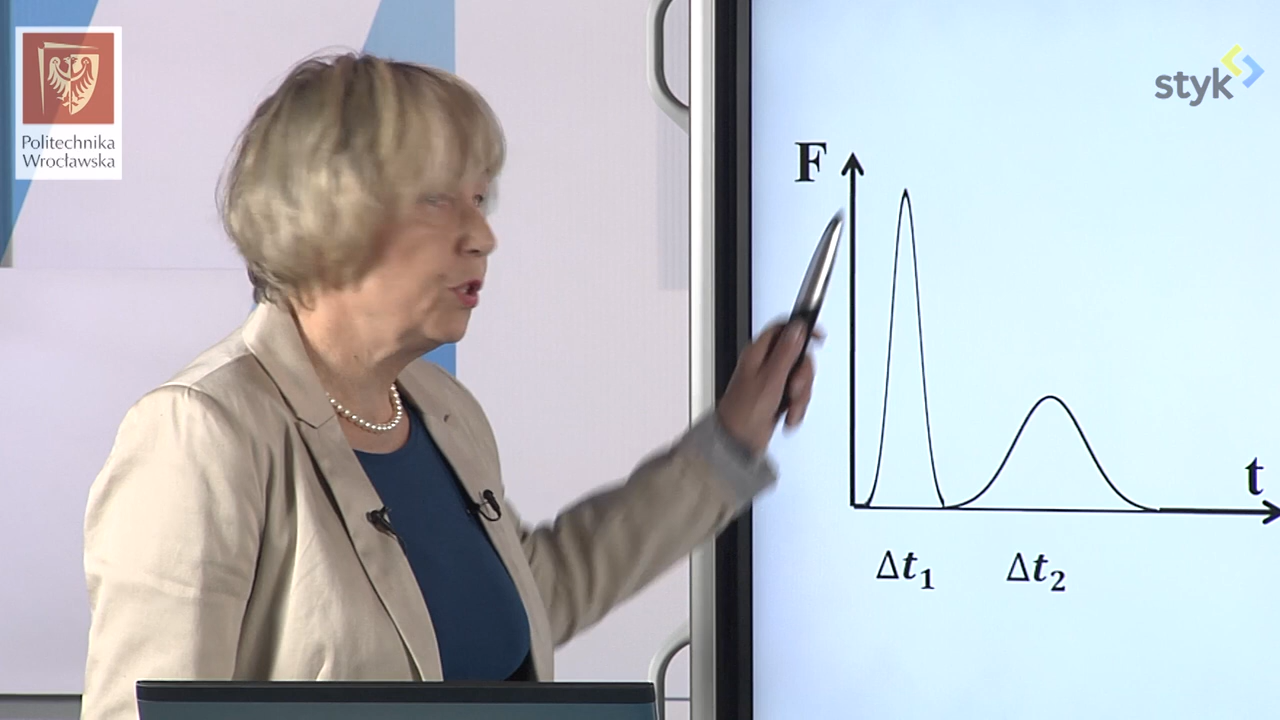 Politechnika
Wrocławska
styk
F
t
Δt₁ Δt₂